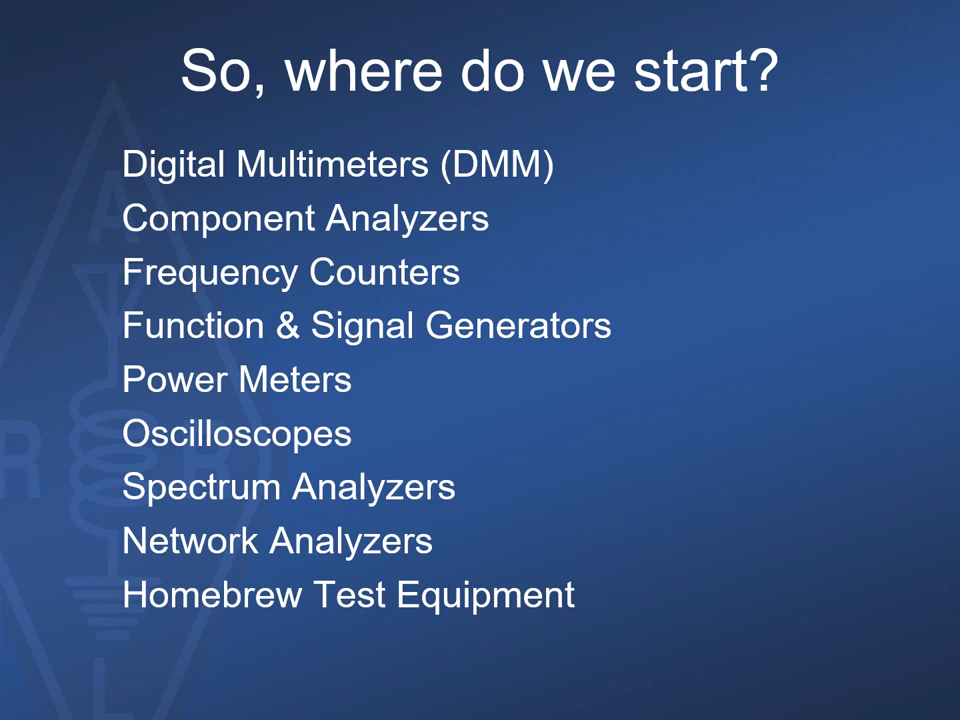 So, where do we start?
Digital Multimeters (DMM)
Component Analyzers
Frequency Counters
Function & Signal Generators
Power Meters
Oscilloscopes
Spectrum Analyzers
Network Analyzers
Homebrew Test Equipment
A
R R
L